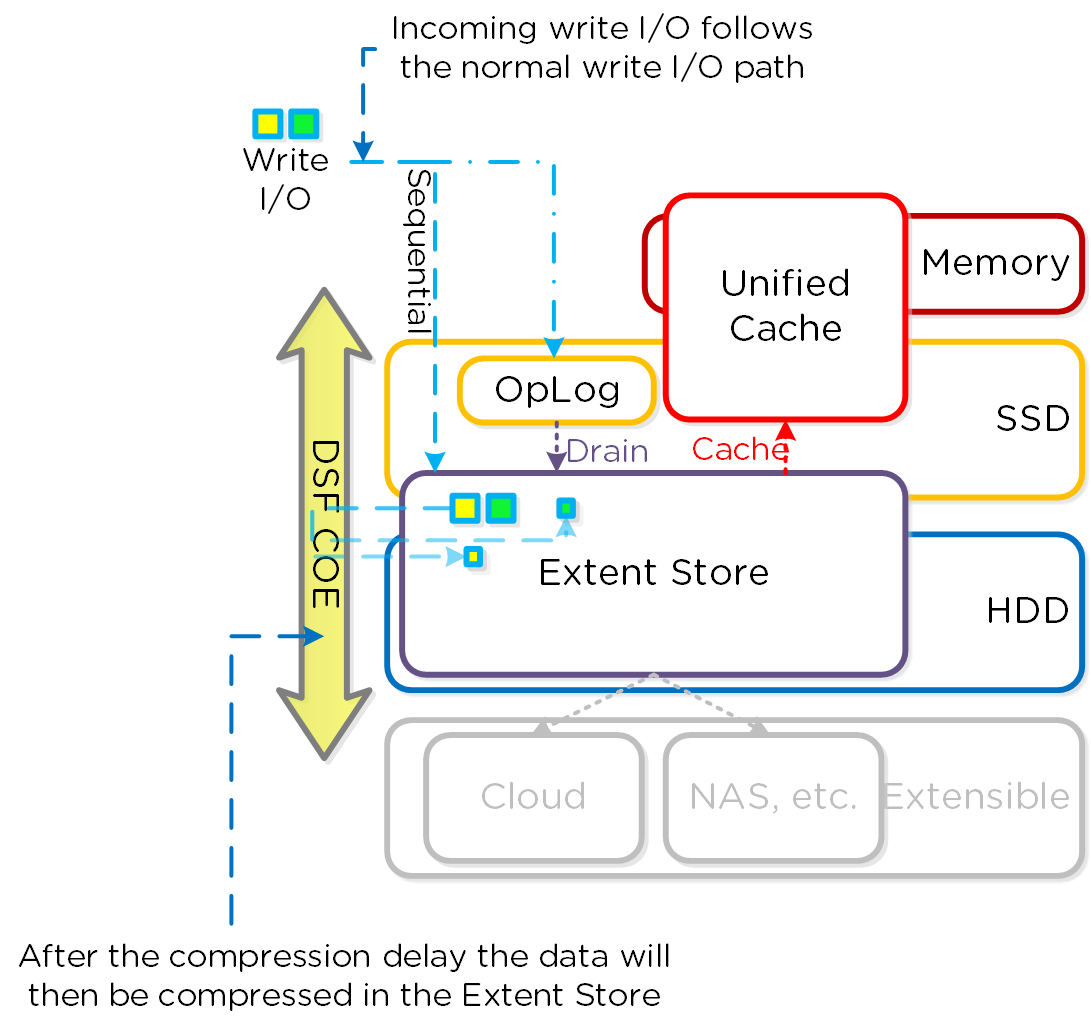 Incoming write I/O follows
the normal write I/O path
Write
I/O
Sequential
Unified
Cache
Memory
OpLog
SSD
Drain
Cache
DSF COE
Extent Store
HDD
Cloud
NAS, etc.
Extensible
After the compression delay the data will
then be compressed in the Extent Store